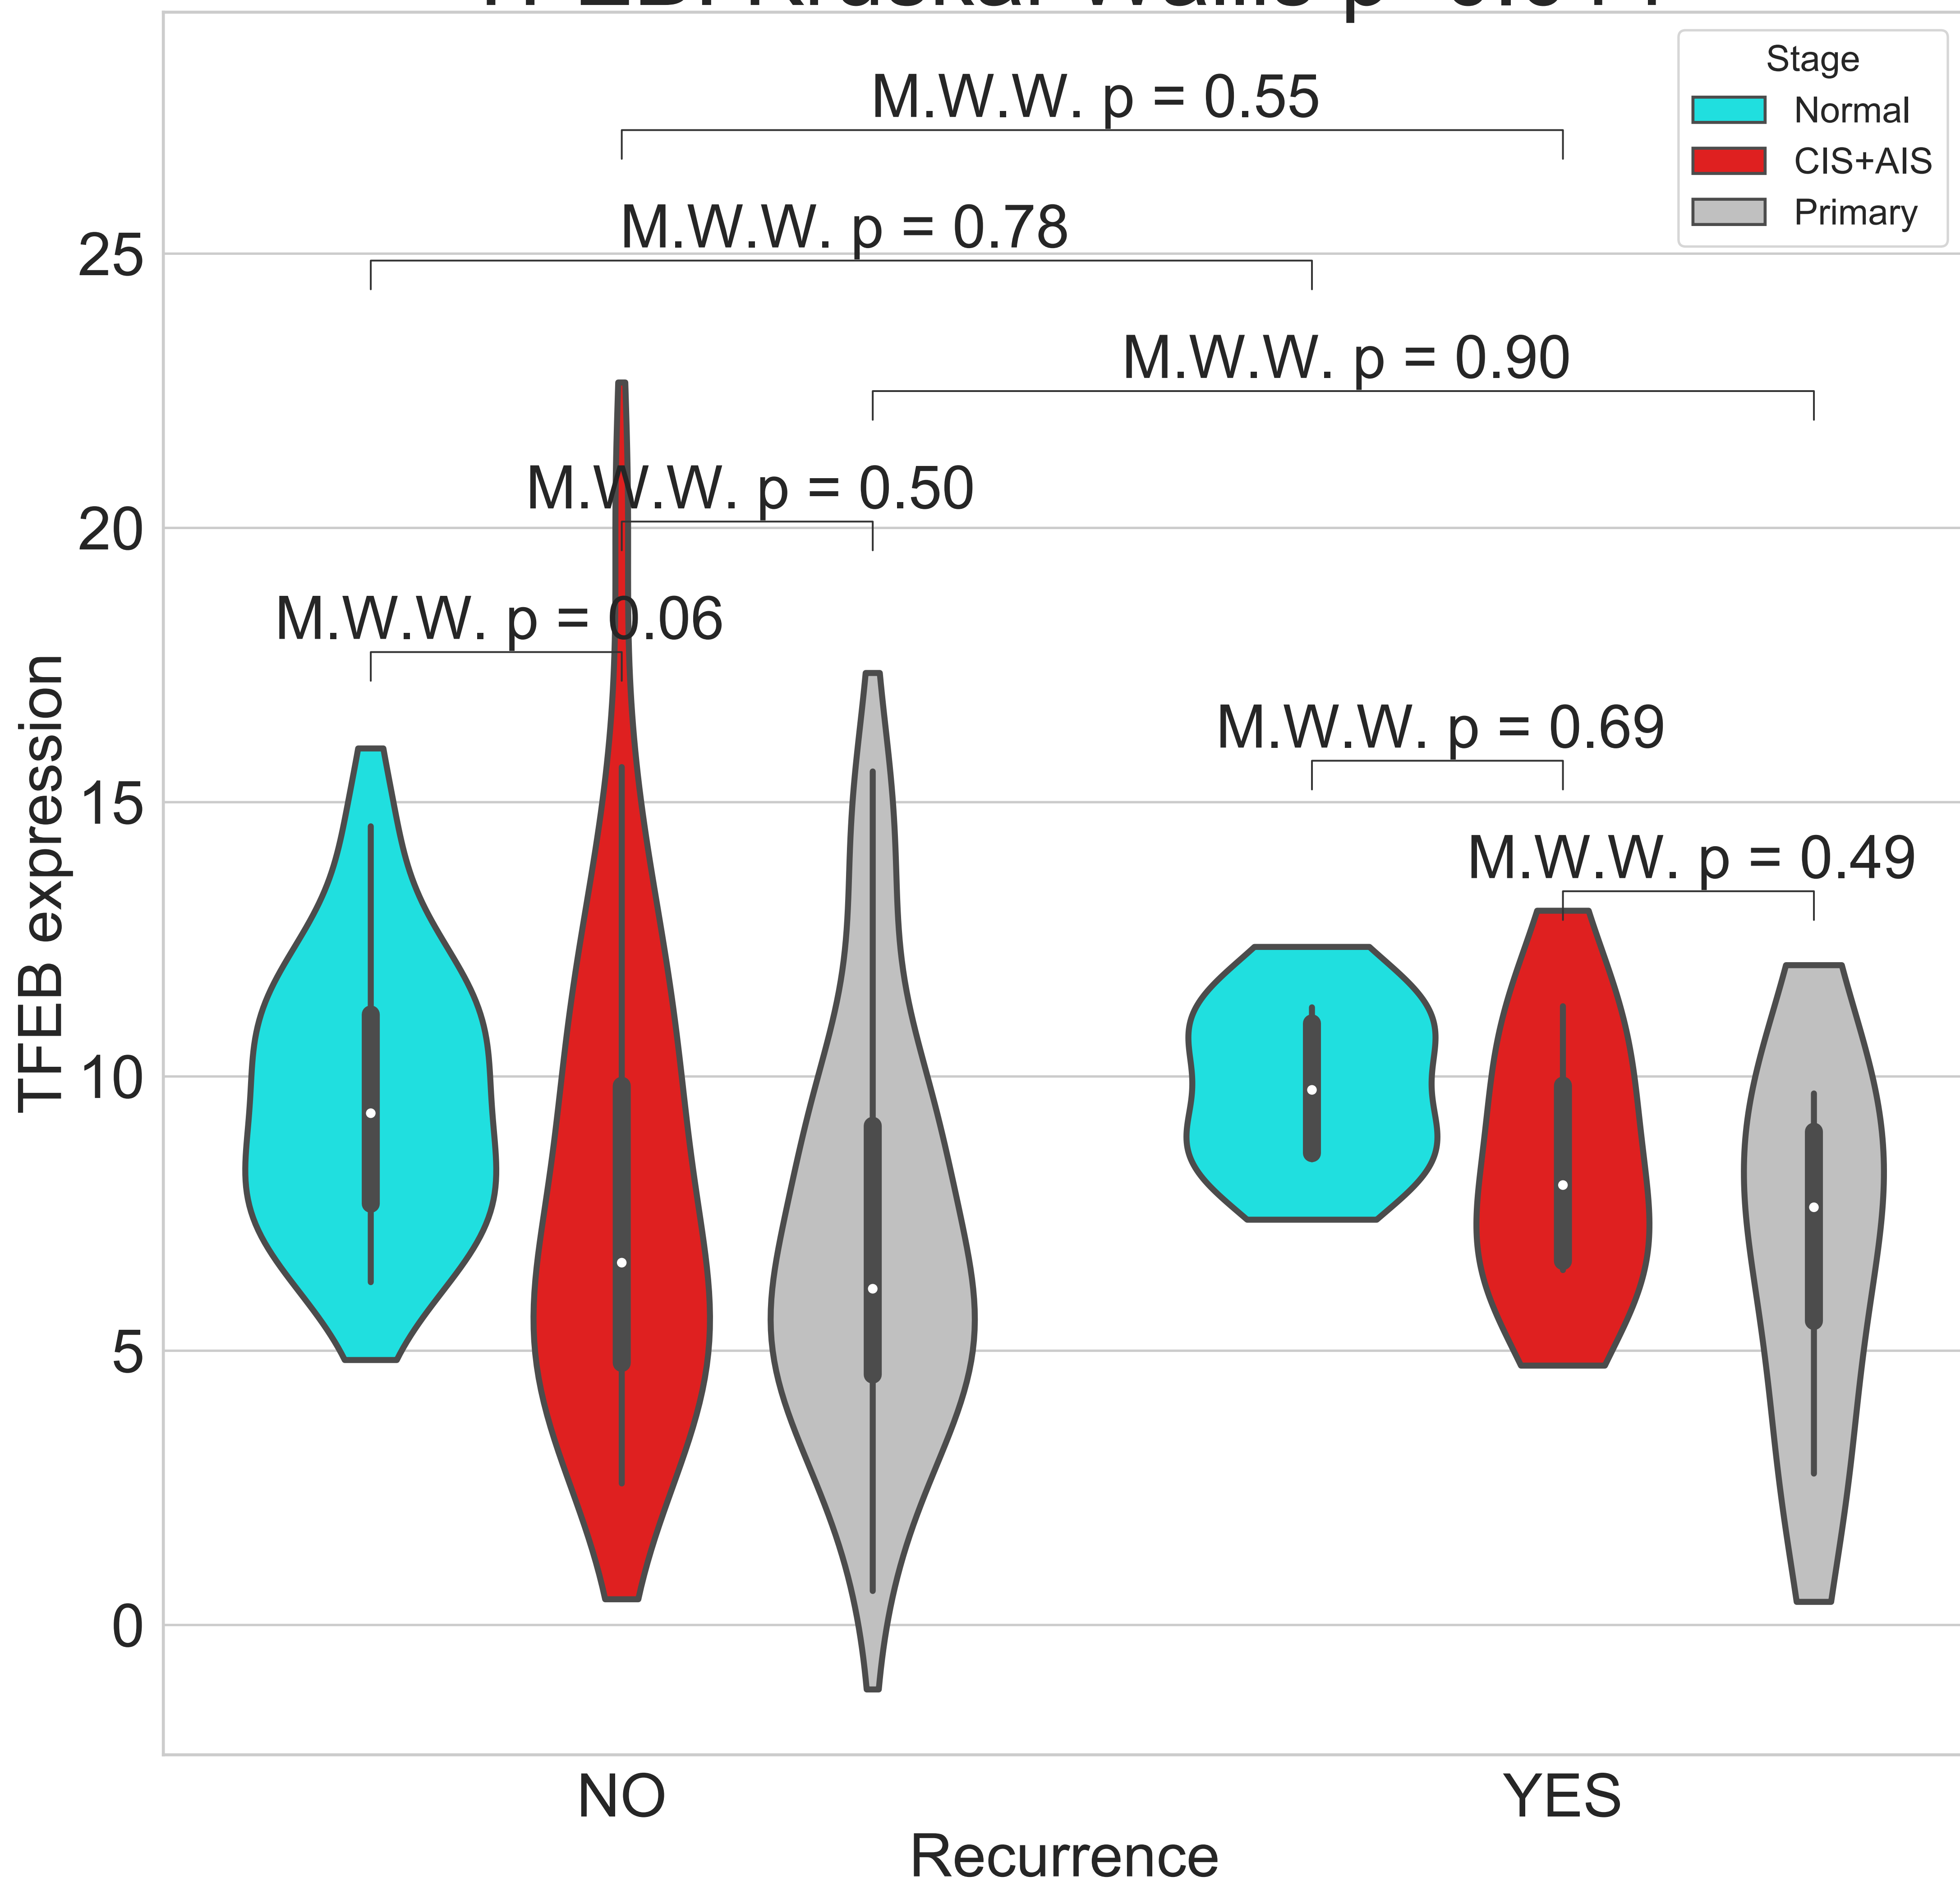 Stage
Normal
CIS+AIS
Primary
M.W.W. p = 0.55
M.W.W. p = 0.78
M.W.W. p = 0.90
M.W.W. p = 0.50
M.W.W. p = 0.06
M.W.W. p = 0.69
M.W.W. p = 0.49
25
20
15
10
5
0
TFEB expression
NO
YES
Recurrence